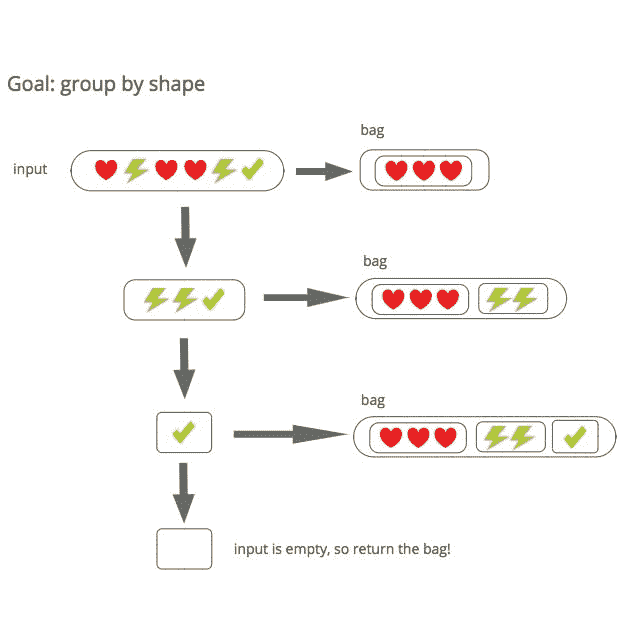 Goal: group by shape
bag
input
bag
bag
input is empty, so return the bag!